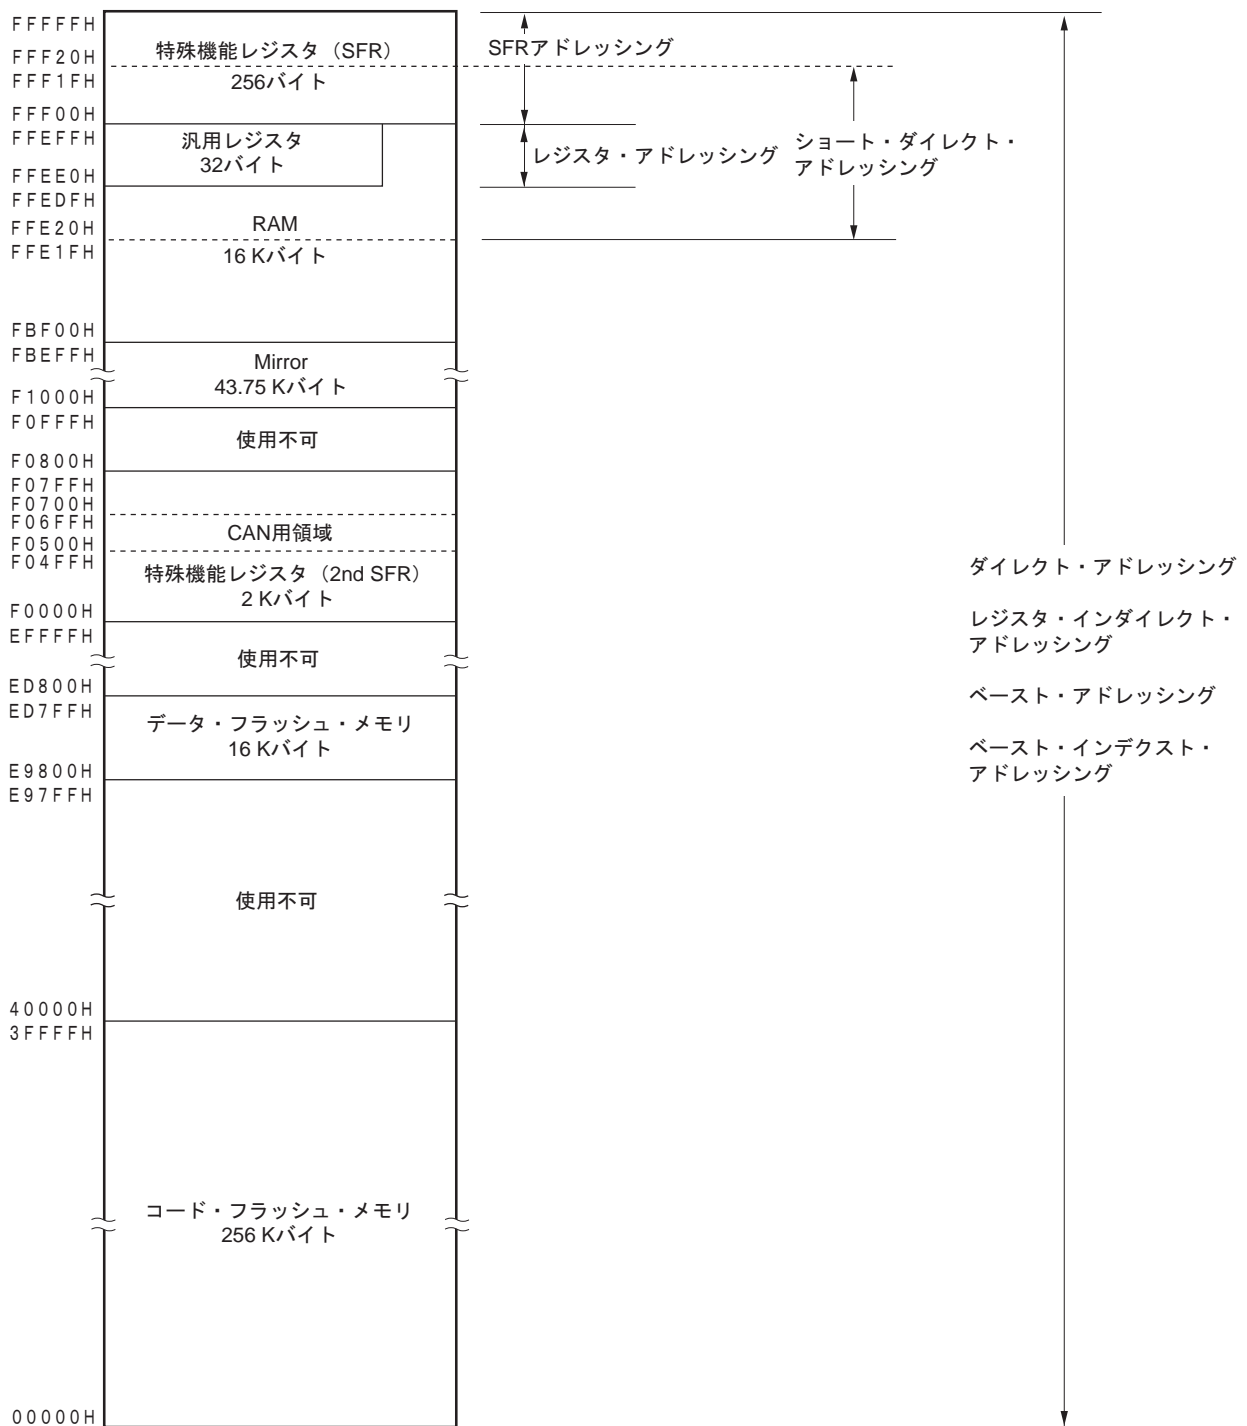 FFFFFH
FFF20H
FFF1FH
FFF00H
FFEFFH
FFEE0H
FFEDFH
FFE20H
FFE1FH
FBF00H
FBEFFH
F1000H
F0FFFH
F0800H
F07FFH
F0700H
F06FFH
F0500H
F04FFH
F0000H
EFFFFH
ED800H
ED7FFH
E9800H
E97FFH
40000H
3FFFFH
00000H
特殊機能レジスタ（SFR）
256バイト
汎用レジスタ
32バイト
RAM
16 Kバイト
Mirror
43.75 Kバイト
使用不可
CAN用領域
特殊機能レジスタ（2nd SFR）
2 Kバイト
使用不可
データ・フラッシュ・メモリ
16 Kバイト
使用不可
コード・フラッシュ・メモリ
256 Kバイト
SFRアドレッシング
レジスタ・アドレッシング
ショート・ダイレクト・
アドレッシング
ダイレクト・アドレッシング
レジスタ・インダイレクト・
アドレッシング
ベースト・アドレッシング
ベースト・インデクスト・
アドレッシング